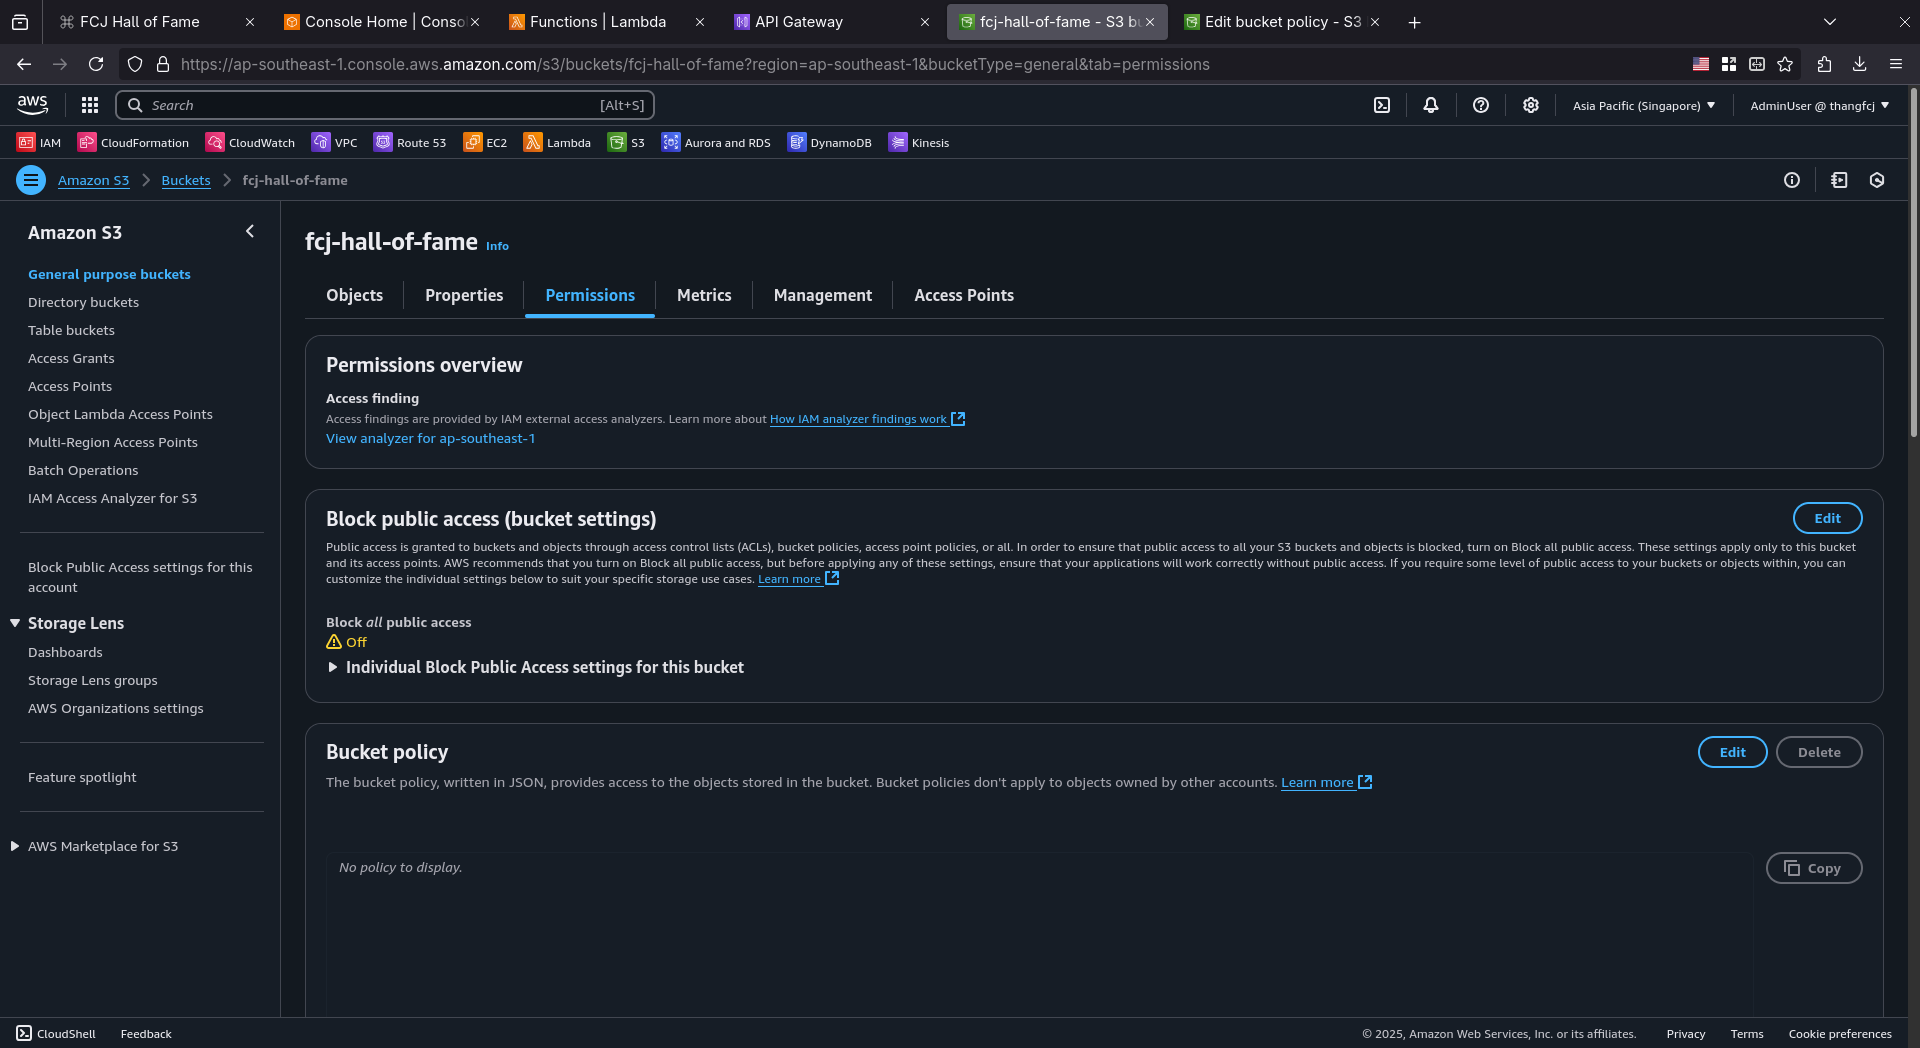 FCJ Hall of Fame
Console Home | Conso
Functions | Lambda
API Gateway
fcj-hall-of-fame - S3 bu
Edit bucket policy - S3
https://ap-southeast-1.console.aws.amazon.com/s3/buckets/fcj-hall-of-fame?region=ap-southeast-1&bucketType=general&tab=permissions
aws
Search
[Alt+S]
Asia Pacific (Singapore)
AdminUser @ thangfcj
IAM
CloudFormation
CloudWatch
VPC
Route 53
EC2
Lambda
S3
Aurora and RDS
DynamoDB
Kinesis
Amazon S3
Buckets
fcj-hall-of-fame
Amazon S3
General purpose buckets
Directory buckets
Table buckets
Access Grants
Access Points
Object Lambda Access Points
Multi-Region Access Points
Batch Operations
IAM Access Analyzer for S3
Block Public Access settings for this
account
Storage Lens
Dashboards
Storage Lens groups
AWS Organizations settings
Feature spotlight
AWS Marketplace for S3
fcj-hall-of-fame Info
Objects
Properties
Permissions
Metrics
Management
Access Points
Permissions overview
Access finding
Access findings are provided by IAM external access analyzers. Learn more about How IAM analyzer findings work
View analyzer for ap-southeast-1
Block public access (bucket settings)
Edit
Public access is granted to buckets and objects through access control lists (ACLs), bucket policies, access point policies, or all. In order to ensure that public access to all your S3 buckets and objects is blocked, turn on Block all public access. These settings apply only to this bucket
and its access points. AWS recommends that you turn on Block all public access, but before applying any of these settings, ensure that your applications will work correctly without public access. If you require some level of public access to your buckets or objects within, you can
customize the individual settings below to suit your specific storage use cases. Learn more
Block all public access
Off
Individual Block Public Access settings for this bucket
Bucket policy
Edit
Delete
The bucket policy, written in JSON, provides access to the objects stored in the bucket. Bucket policies don't apply to objects owned by other accounts. Learn more
No policy to display.
Copy
CloudShell
Feedback
© 2025, Amazon Web Services, Inc. or its affiliates.
Privacy
Terms
Cookie preferences